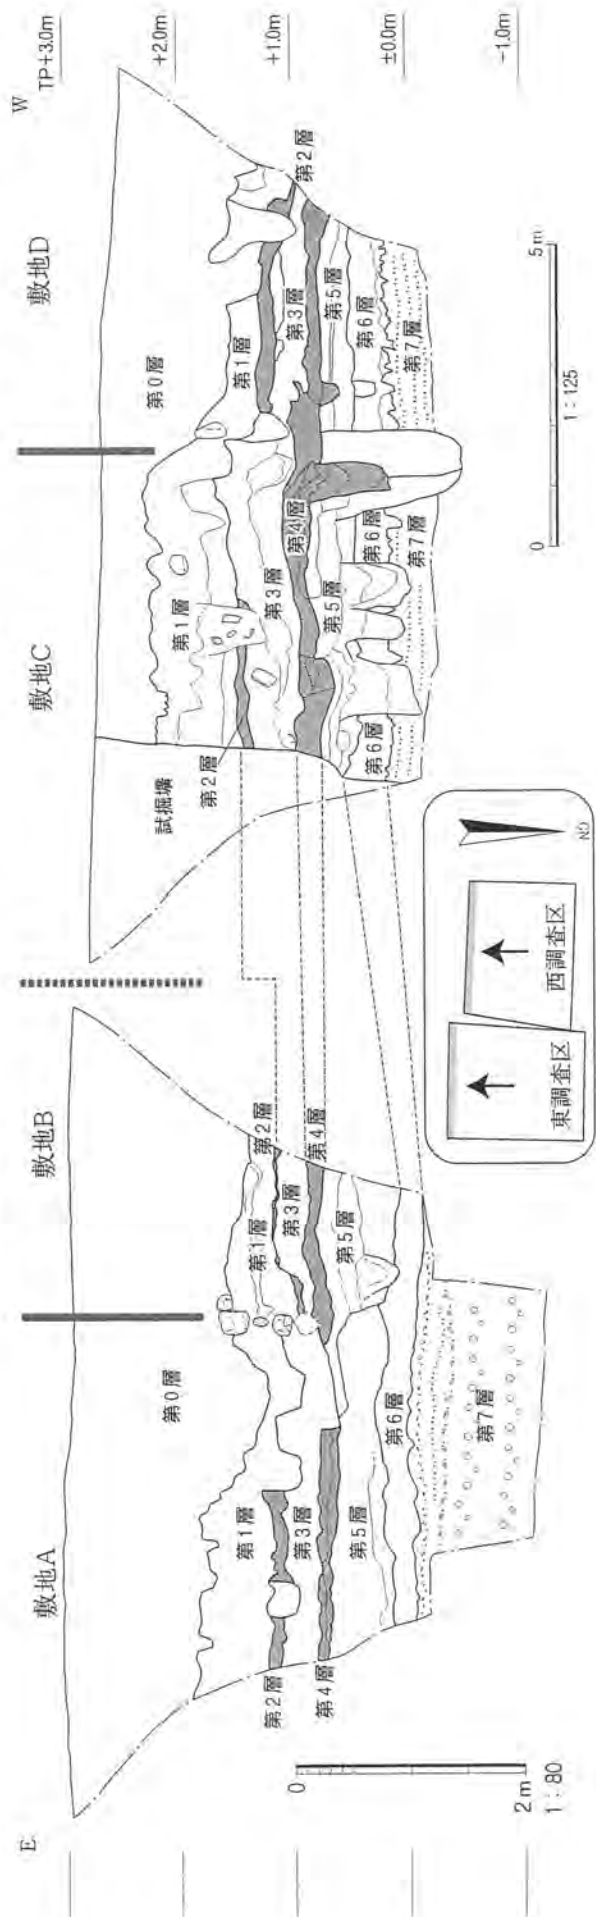 E
W
敷地A
敷地B
敷地C
敷地D
TP+3.0m
+2.0m
+1.0m
±0.0m
-1.0m
第0層
第1層
第2層
第3層
第4層
第5層
第6層
第7層
第1層
第2層
第3層
第4層
第5層
試掘壙
第2層
第1層
第3層
第4層
第5層
第6層
第6層
第7層
第0層
第1層
第2層
第3層
第5層
第6層
第7層
0
2m
1:80
0
5m
1:125
東調査区
西調査区
GN